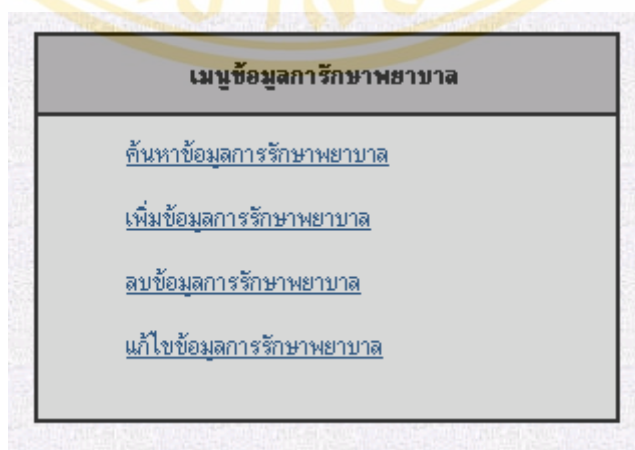 เมนูข้อมูลการักษาพยาบาล
ค้นหาข้อมูลการรักษาพยาบาล
เพิ่มข้อมูลการรักษาพยาบาล
ลบข้อมูลการรักษาพยาบาล
แก้ไขข้อมูลการรักษาพยาบาล